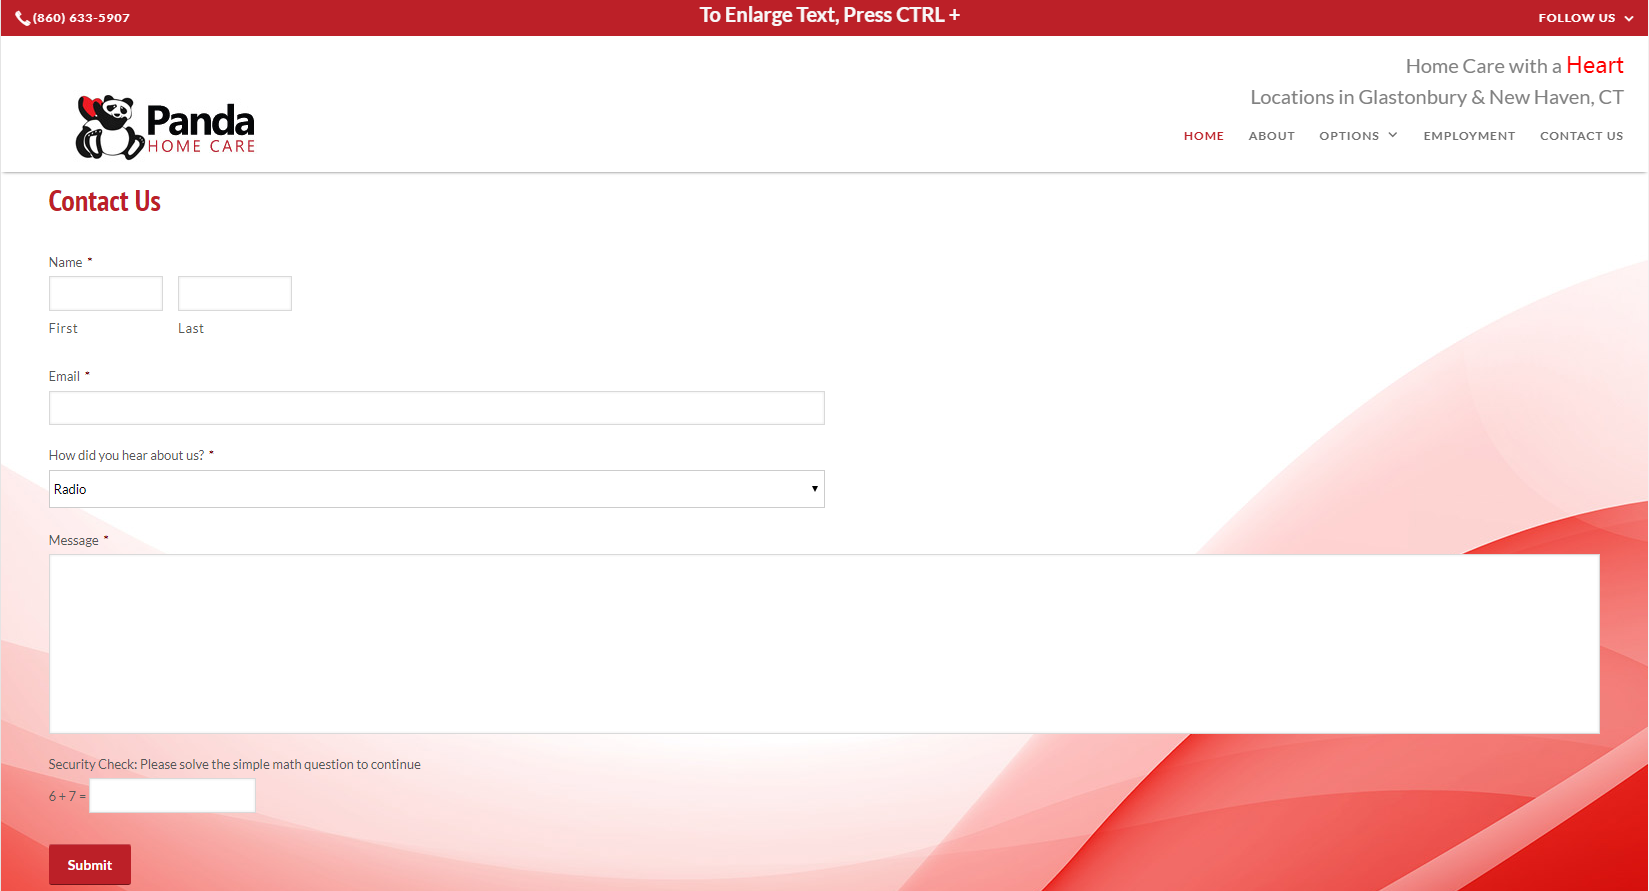 (860) 633-5907
To Enlarge Text, Press CTRL +
FOLLOW US
Home Care with a Heart
Locations in Glastonbury & New Haven, CT
Panda
HOME CARE
HOME ABOUT OPTIONS EMPLOYMENT CONTACT US
Contact Us
Name *
First Last
Email *
How did you hear about us? *
Radio
Message *
Security Check: Please solve the simple math question to continue
6 + 7 =
Submit